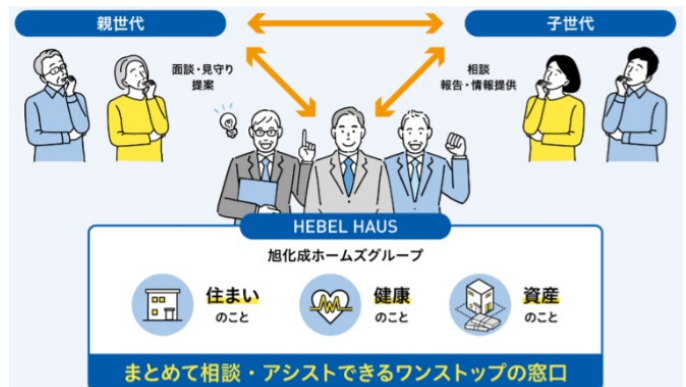 親世代
子世代
面談・見守り
提案
相談
報告・情報提供
HEBEL HAUS
旭化成ホームズグループ
住まい
のこと
健康
のこと
資産
のこと
まとめて相談・アシストできるワンストップの窓口